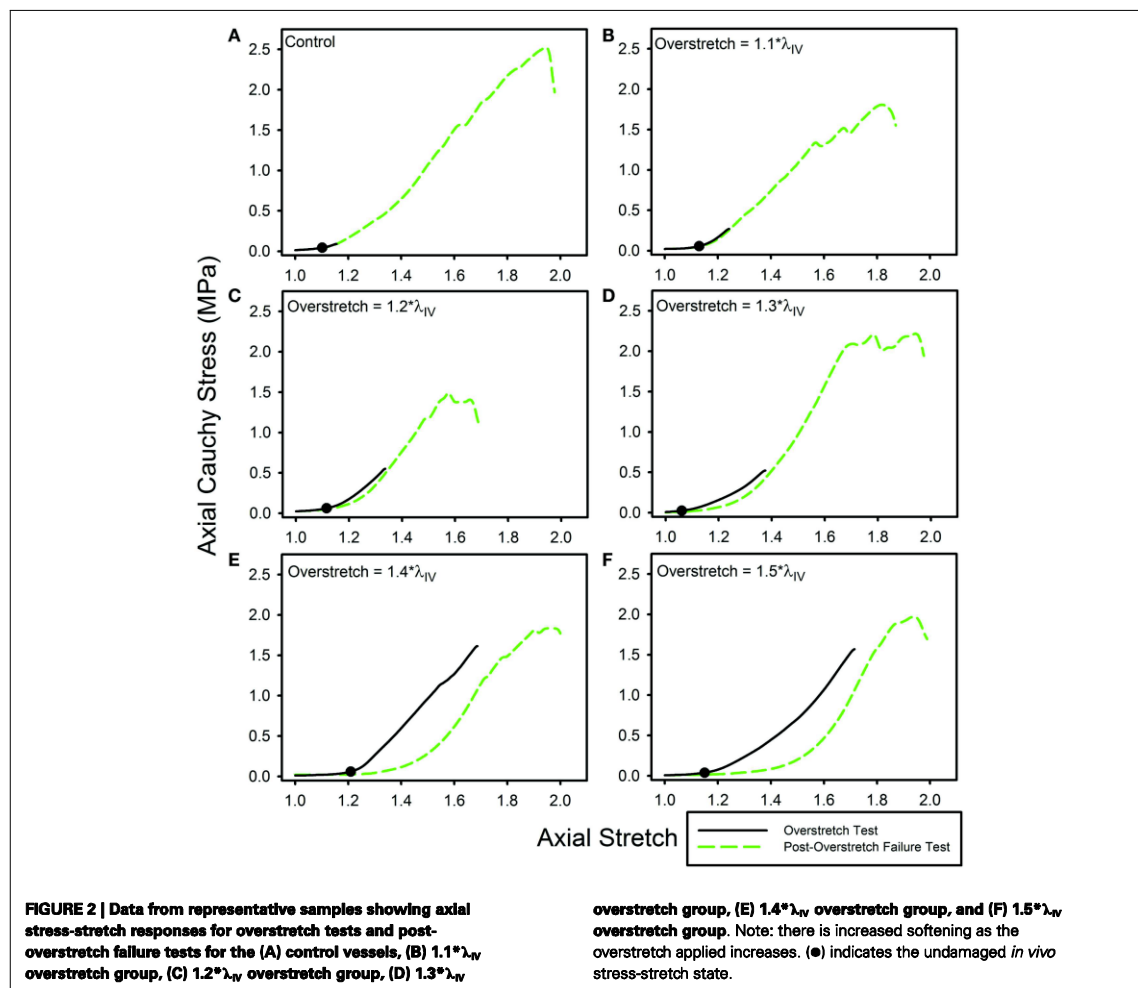 A
Control
2.5
2.0
1.5
1.0
0.5
0.0
1.0 1.2 1.4 1.6 1.8 2.0
B
Overstretch = 1.1*λIV
2.5
2.0
1.5
1.0
0.5
0.0
1.0 1.2 1.4 1.6 1.8 2.0
C
Overstretch = 1.2*λIV
2.5
2.0
1.5
1.0
0.5
0.0
1.0 1.2 1.4 1.6 1.8 2.0
D
Overstretch = 1.3*λIV
2.5
2.0
1.5
1.0
0.5
0.0
1.0 1.2 1.4 1.6 1.8 2.0
E
Overstretch = 1.4*λIV
2.5
2.0
1.5
1.0
0.5
0.0
1.0 1.2 1.4 1.6 1.8 2.0
F
Overstretch = 1.5*λIV
2.5
2.0
1.5
1.0
0.5
0.0
1.0 1.2 1.4 1.6 1.8 2.0
Axial Cauchy Stress (MPa)
Axial Stretch
Overstretch Test
Post-Overstretch Failure Test
FIGURE 2 | Data from representative samples showing axial
stress-stretch responses for overstretch tests and post-
overstretch failure tests for the (A) control vessels, (B) 1.1*λIV
overstretch group, (C) 1.2*λIV overstretch group, (D) 1.3*λIV
overstretch group, (E) 1.4*λIV overstretch group, and (F) 1.5*λIV
overstretch group. Note: there is increased softening as the
overstretch applied increases. (●) indicates the undamaged in vivo
stress-stretch state.